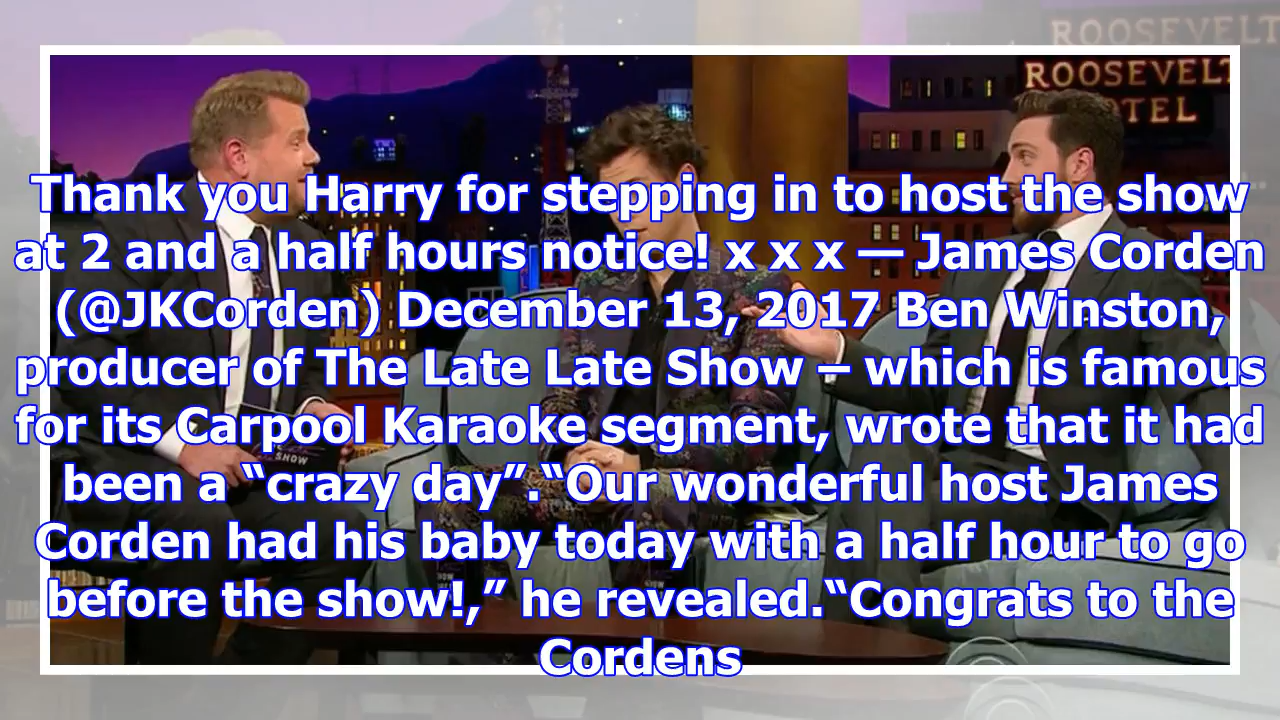 ROOSEVELT
ROOSEVELT
HOTEL
Thank you Harry for stepping in to host the show
at 2 and a half hours notice! x x x — James Corden
(@JKCorden) December 13, 2017 Ben Winston,
producer of The Late Late Show – which is famous
for its Carpool Karaoke segment, wrote that it had
been a “crazy day”.“Our wonderful host James
SHOW
Corden had his baby today with a half hour to go
before the show!,” he revealed.“Congrats to the
Cordens